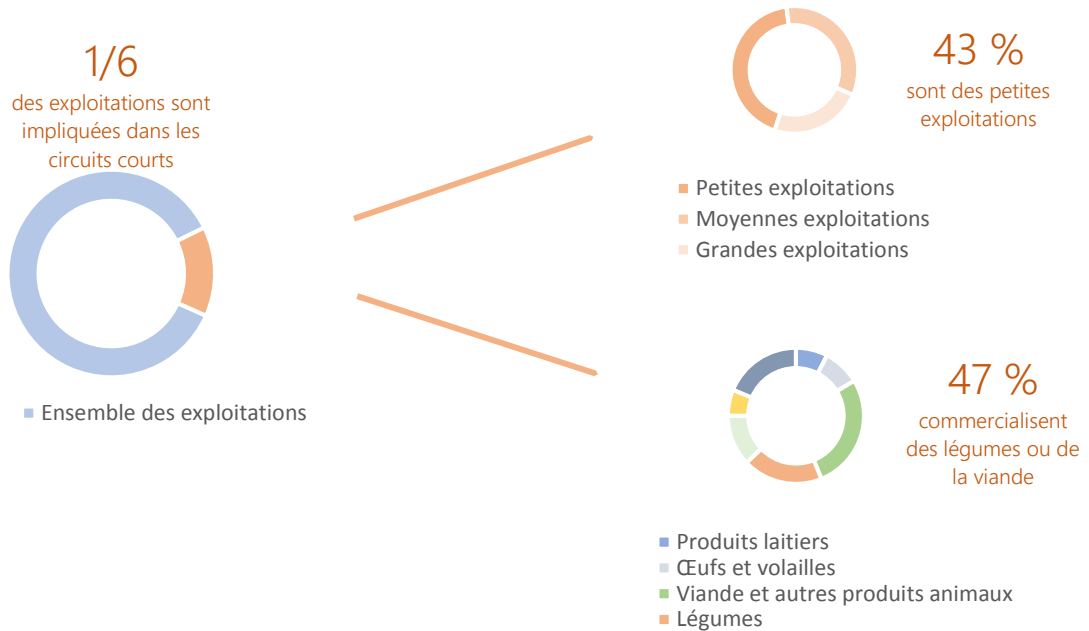 1/6
des exploitations sont
impliquées dans les
circuits courts
Ensemble des exploitations
43 %
sont des petites
exploitations
Petites exploitations
Moyennes exploitations
Grandes exploitations
47 %
commercialisent
des légumes ou de
la viande
Produits laitiers
Œufs et volailles
Viande et autres produits animaux
Légumes